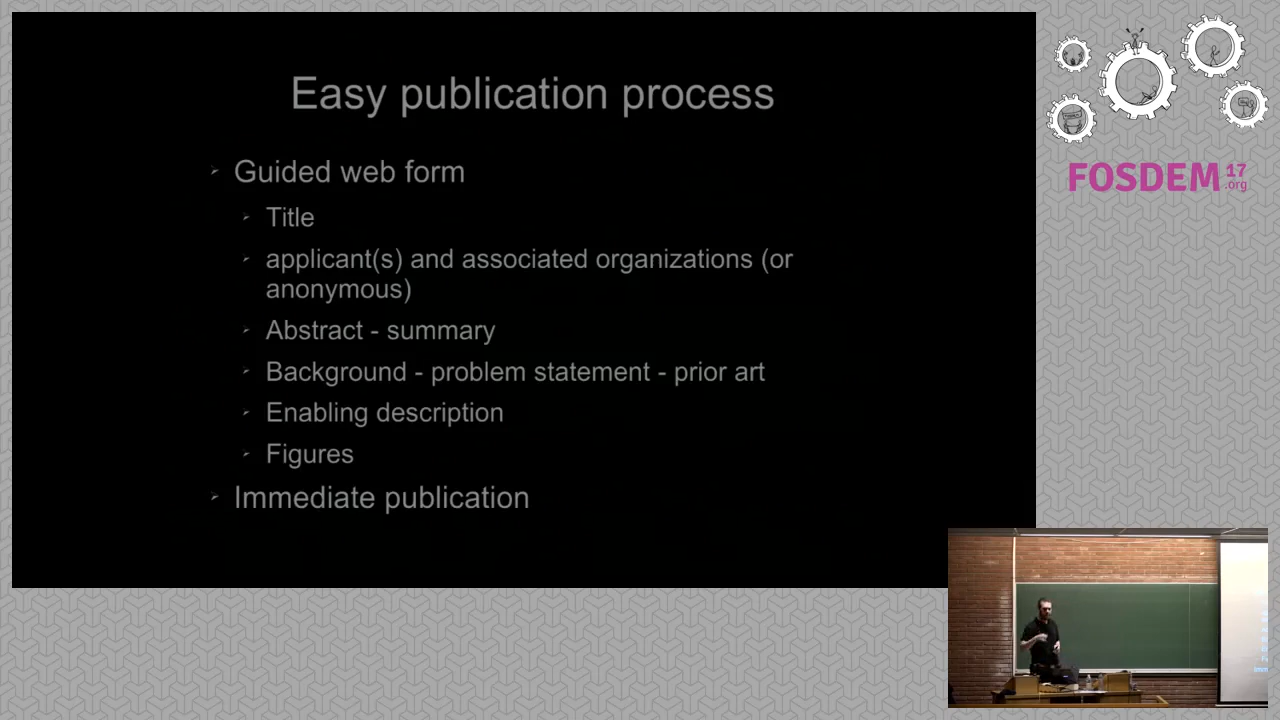 Easy publication process
Guided web form
Title
applicant(s) and associated organizations (or
anonymous)
Abstract - summary
Background - problem statement - prior art
Enabling description
Figures
Immediate publication
FOSDEM 17
.org